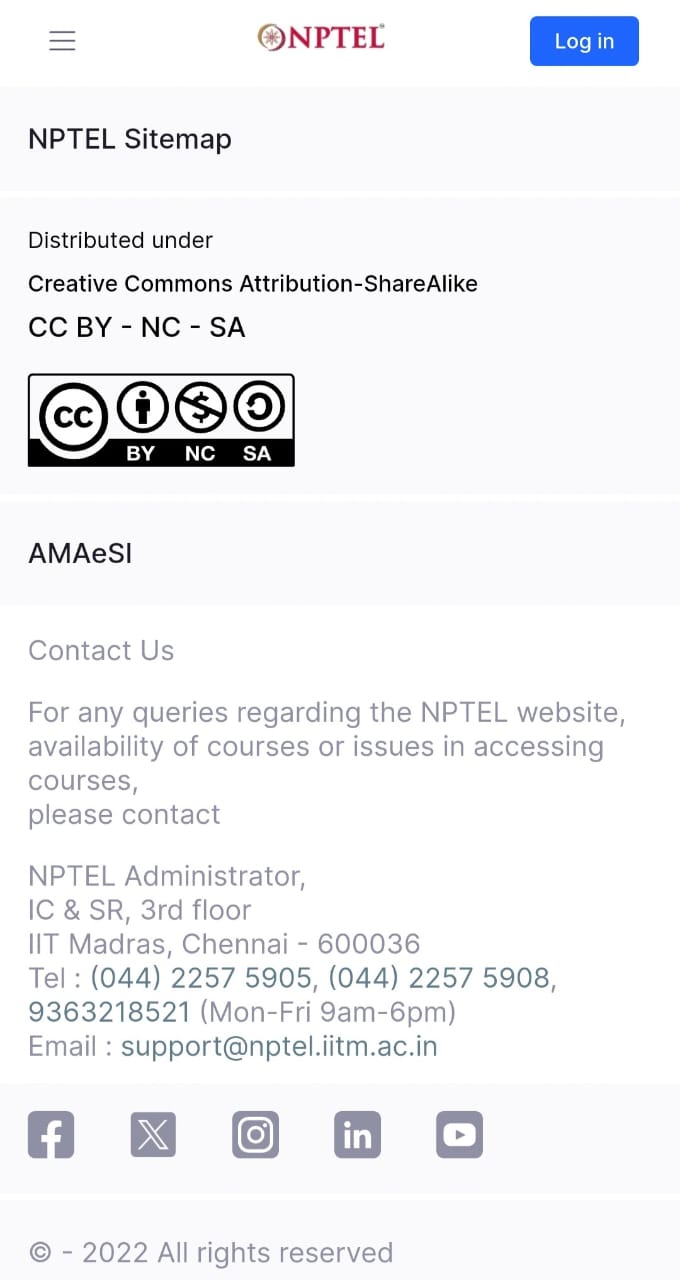 NPTEL
Log in
NPTEL Sitemap
Distributed under
Creative Commons Attribution-ShareAlike
CC BY - NC - SA
cc
BY NC SA
AMAeSI
Contact Us
For any queries regarding the NPTEL website,
availability of courses or issues in accessing
courses,
please contact
NPTEL Administrator,
IC & SR, 3rd floor
IIT Madras, Chennai - 600036
Tel : (044) 2257 5905, (044) 2257 5908,
9363218521 (Mon-Fri 9am-6pm)
Email : support@nptel.iitm.ac.in
© - 2022 All rights reserved